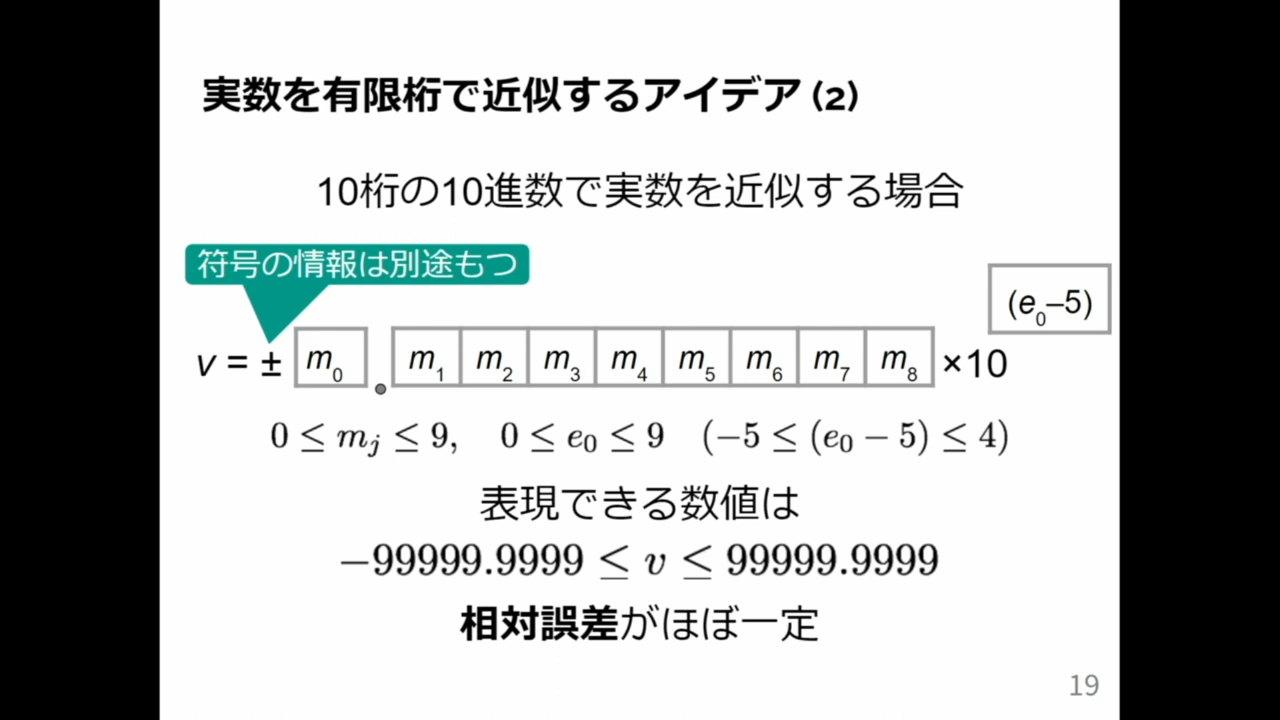 実数を有限桁で近似するアイデア (2)
10桁の10進数で実数を近似する場合
符号の情報は別途もつ
v = ± m₀ . m₁ m₂ m₃ m₄ m₅ m₆ m₇ m₈ ×10 (e₀–5)
0 ≤ mⱼ ≤ 9, 0 ≤ e₀ ≤ 9 (−5 ≤ (e₀ − 5) ≤ 4)
表現できる数値は
−99999.9999 ≤ v ≤ 99999.9999
相対誤差がほぼ一定
19